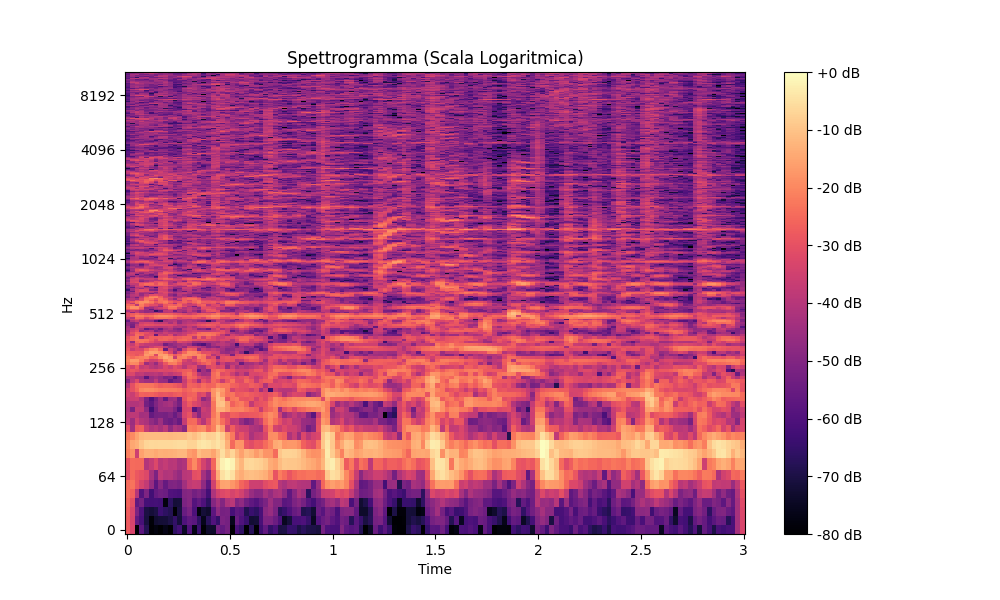 Spettrogramma (Scala Logaritmica)
Hz
8192
4096
2048
1024
512
256
128
64
0
0 0.5 1 1.5 2 2.5 3
Time
+0 dB
-10 dB
-20 dB
-30 dB
-40 dB
-50 dB
-60 dB
-70 dB
-80 dB